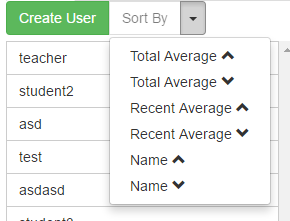 Create User
Sort By
Total Average
Total Average
Recent Average
Recent Average
Name
Name
teacher
student2
asd
test
asdasd